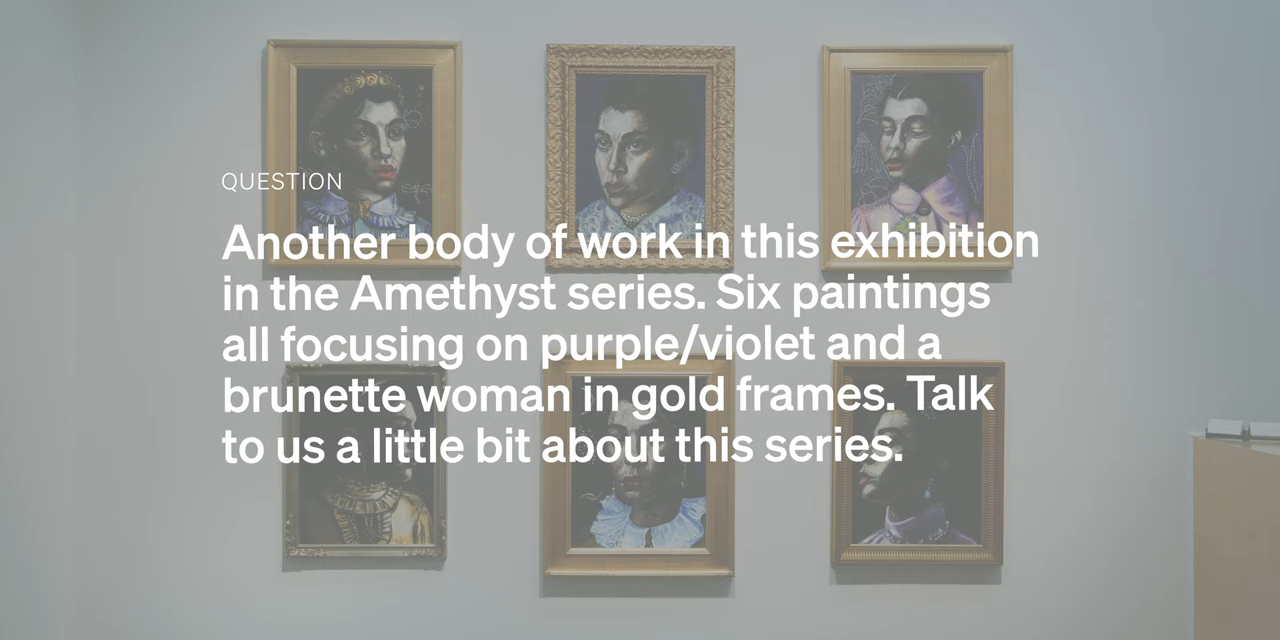 QUESTION
Another body of work in this exhibition
in the Amethyst series. Six paintings
all focusing on purple/violet and a
brunette woman in gold frames. Talk
to us a little bit about this series.